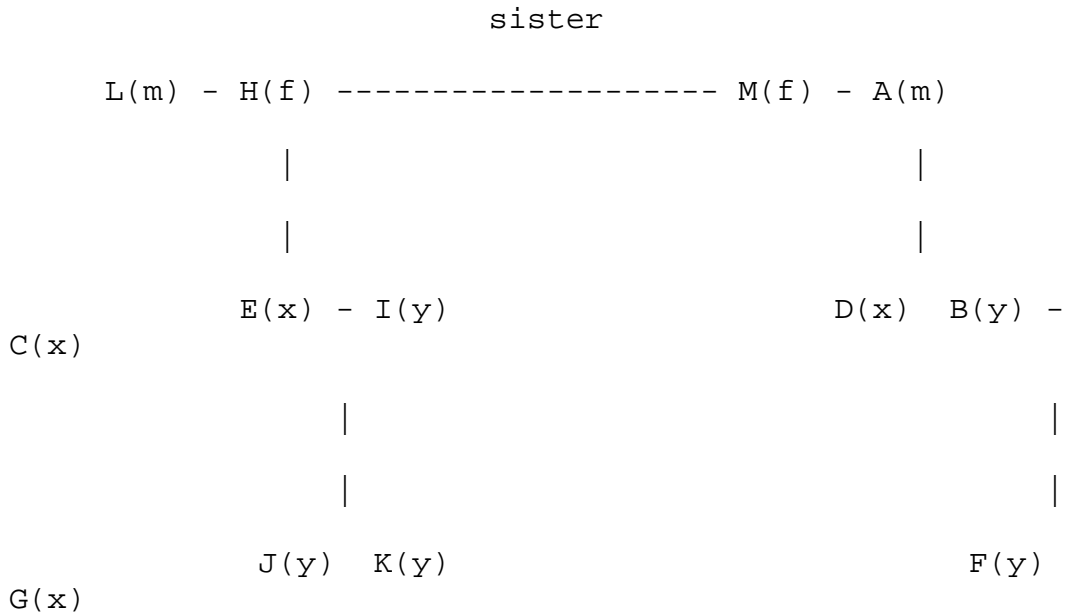 sister
L(m) - H(f) -------------------- M(f) - A(m)
| |
| |
E(x) - I(y) D(x) B(y) -
C(x)
| |
| |
J(y) K(y) F(y)
G(x)